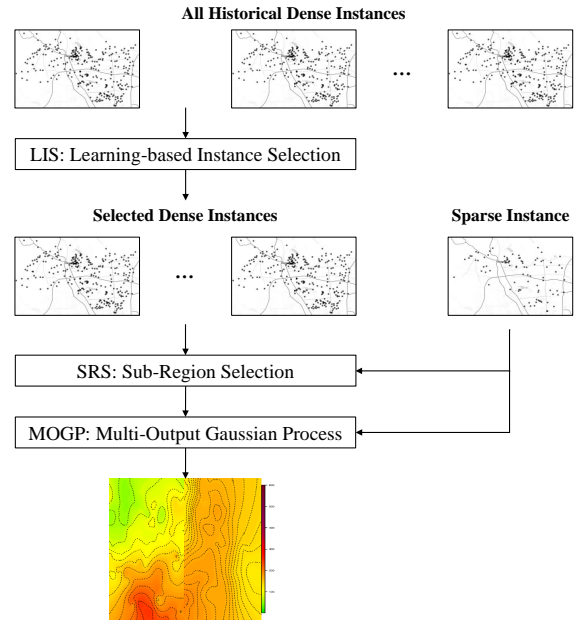 All Historical Dense Instances
...
LIS: Learning-based Instance Selection
Selected Dense Instances
Sparse Instance
...
SRS: Sub-Region Selection
MOGP: Multi-Output Gaussian Process